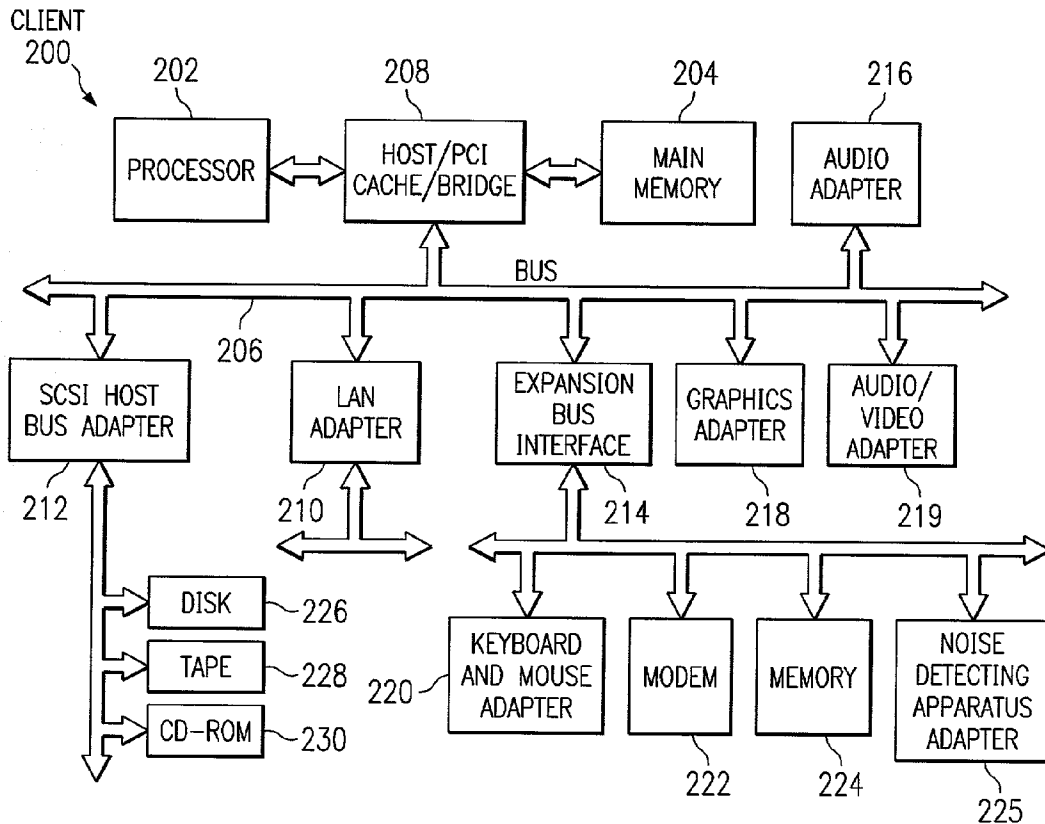 CLIENT
200
202
208
204
216
PROCESSOR
HOST/PCI
CACHE/BRIDGE
MAIN
MEMORY
AUDIO
ADAPTER
BUS
206
SCSI HOST
BUS ADAPTER
LAN
ADAPTER
EXPANSION
BUS
INTERFACE
GRAPHICS
ADAPTER
AUDIO/
VIDEO
ADAPTER
212
210
214
218
219
DISK
226
TAPE
228
CD-ROM
230
220
KEYBOARD
AND MOUSE
ADAPTER
MODEM
MEMORY
NOISE
DETECTING
APPARATUS
ADAPTER
222
224
225